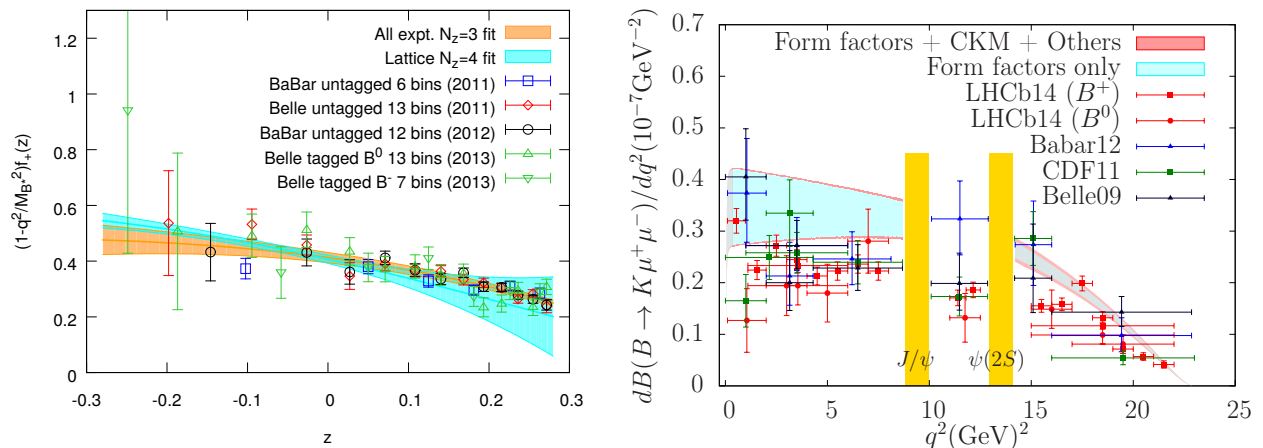 (1-q²/M_B*²)f₊(z)
1.2
1
0.8
0.6
0.4
0.2
0
-0.3
-0.2
-0.1
0
0.1
0.2
0.3
z
All expt. N_z=3 fit
Lattice N_z=4 fit
BaBar untagged 6 bins (2011)
Belle untagged 13 bins (2011)
BaBar untagged 12 bins (2012)
Belle tagged B⁰ 13 bins (2013)
Belle tagged B⁻ 7 bins (2013)
dB(B → Kμ⁺μ⁻)/dq²(10⁻⁷GeV⁻²)
0.7
0.6
0.5
0.4
0.3
0.2
0.1
0
0
5
10
15
20
25
q²(GeV)²
Form factors + CKM + Others
Form factors only
LHCb14 (B⁺)
LHCb14 (B⁰)
Babar12
CDF11
Belle09
J/ψ
ψ(2S)